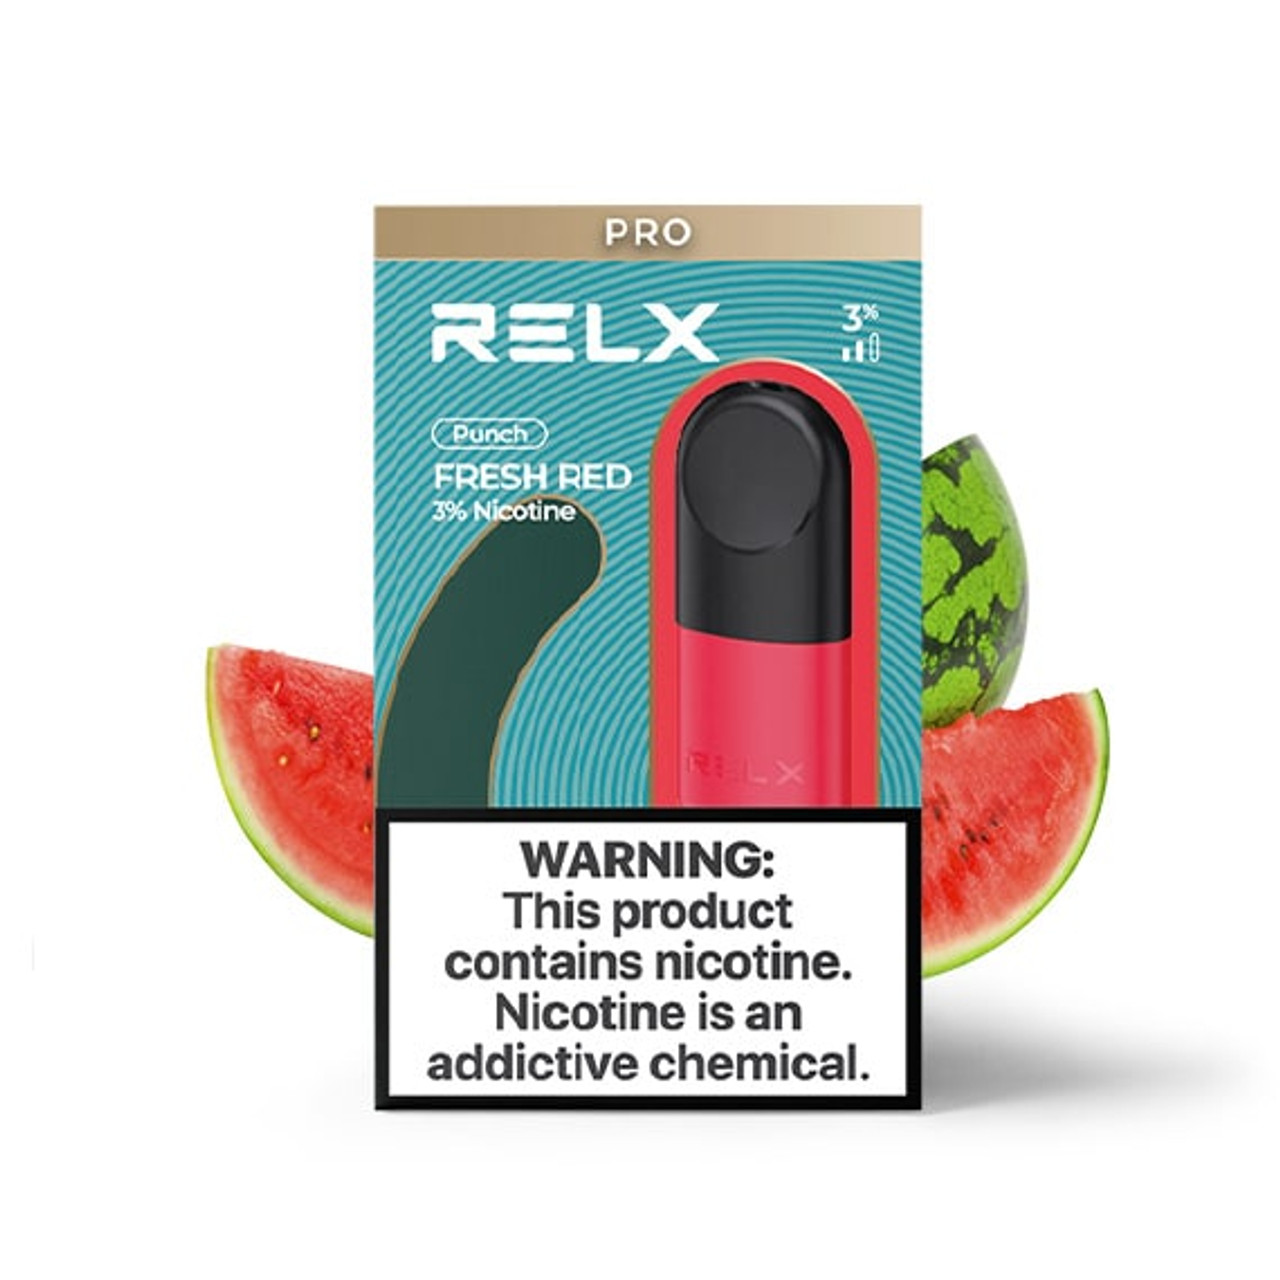 PRO
RELX
3%
Punch
FRESH RED
3% Nicotine
RELX
WARNING:
This product
contains nicotine.
Nicotine is an
addictive chemical.